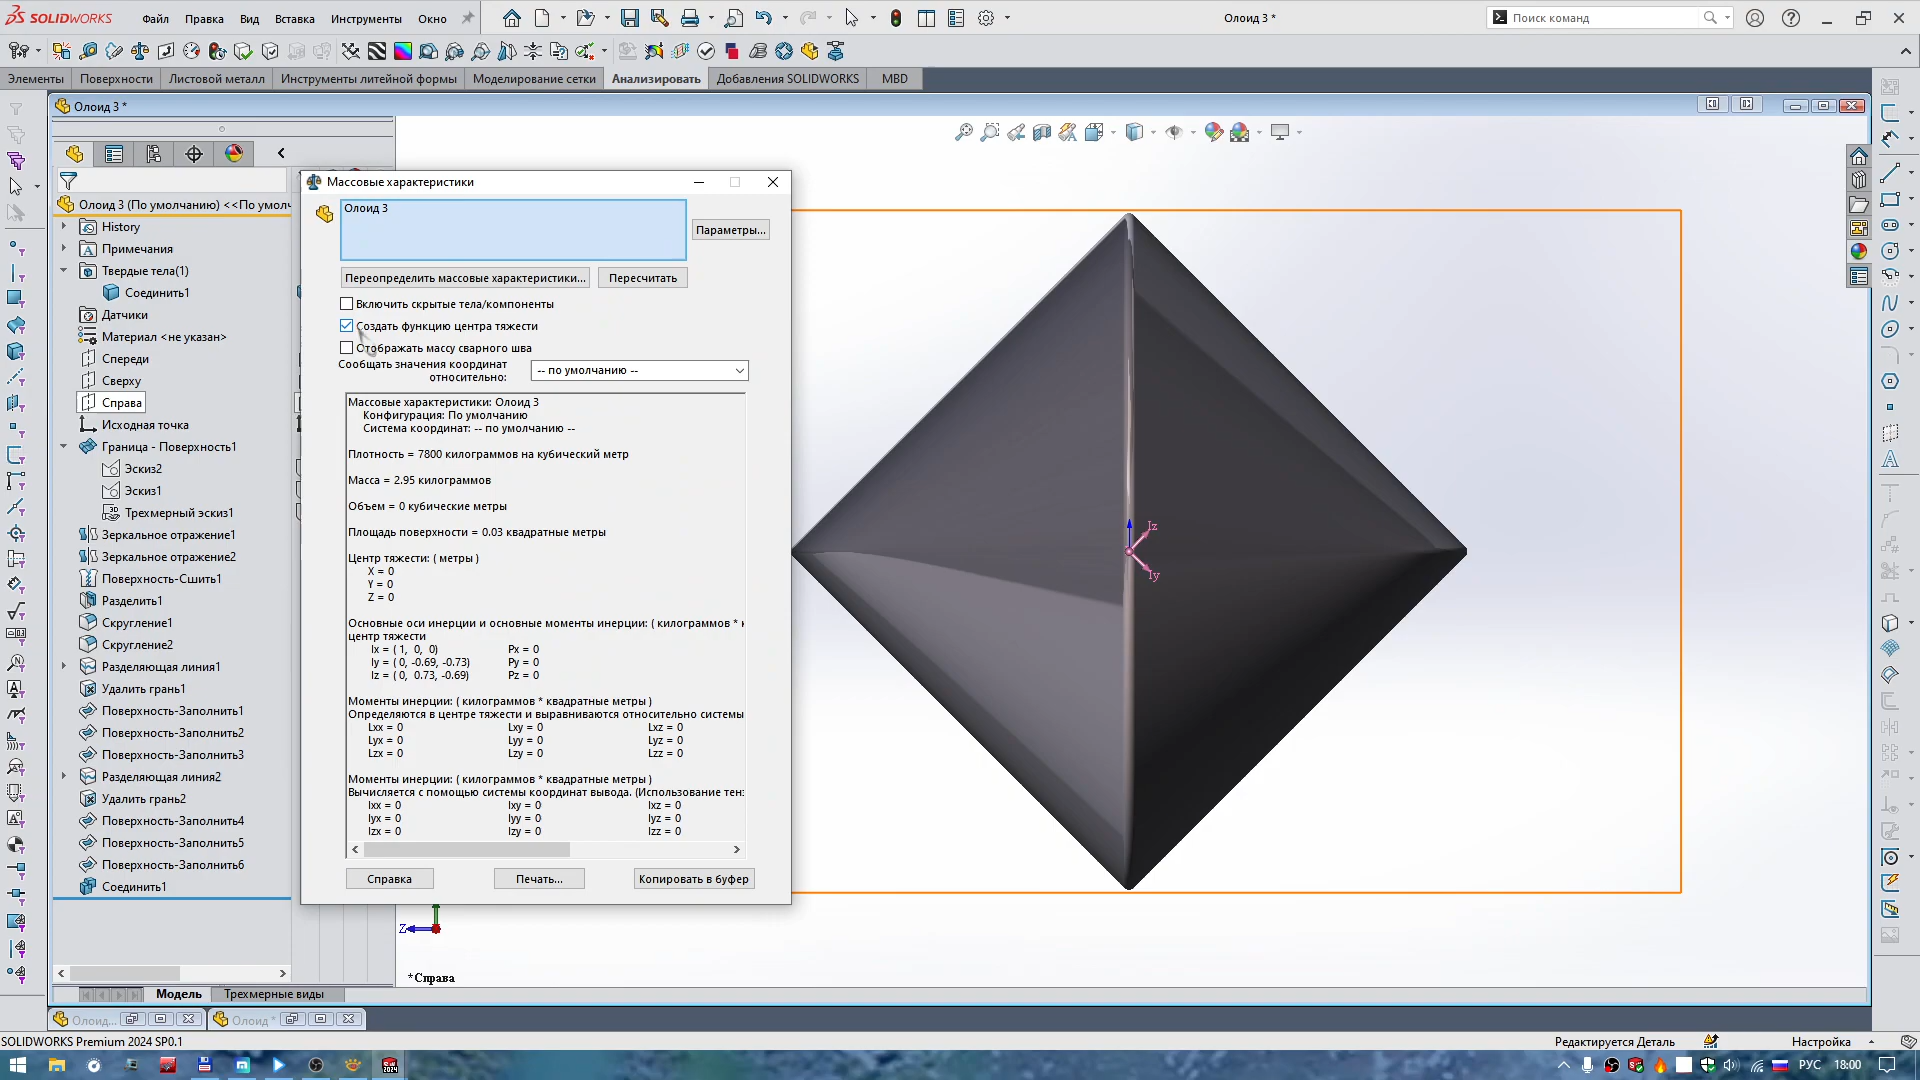 SOLIDWORKS
Файл
Правка
Вид
Вставка
Инструменты
Окно
Олоид 3 *
Поиск команд
Элементы
Поверхности
Листовой металл
Инструменты литейной формы
Моделирование сетки
Анализировать
Добавления SOLIDWORKS
MBD
Олоид 3 *
Олоид 3 (По умолчанию) <<По умолч
History
Примечания
Твердые тела(1)
Соединить1
Датчики
Материал <не указан>
Спереди
Сверху
Справа
Исходная точка
Граница - Поверхность1
Эскиз2
Эскиз1
Трехмерный эскиз1
Зеркальное отражение1
Зеркальное отражение2
Поверхность-Сшить1
Разделить1
Скругление1
Скругление2
Разделяющая линия1
Удалить грань1
Поверхность-Заполнить1
Поверхность-Заполнить2
Поверхность-Заполнить3
Разделяющая линия2
Удалить грань2
Поверхность-Заполнить4
Поверхность-Заполнить5
Поверхность-Заполнить6
Соединить1
Массовые характеристики
Олоид 3
Параметры...
Переопределить массовые характеристики...
Пересчитать
Включить скрытые тела/компоненты
Создать функцию центра тяжести
Отображать массу сварного шва
Сообщать значения координат
относительно:
-- по умолчанию --
Массовые характеристики: Олоид 3
Конфигурация: По умолчанию
Система координат: -- по умолчанию --
Плотность = 7800 килограммов на кубический метр
Масса = 2.95 килограммов
Объем = 0 кубические метры
Площадь поверхности = 0.03 квадратные метры
Центр тяжести: ( метры )
X = 0
Y = 0
Z = 0
Основные оси инерции и основные моменты инерции: ( килограммов * к
центр тяжести
Ix = ( 1, 0, 0) Px = 0
Iy = ( 0, -0.69, -0.73) Py = 0
Iz = ( 0, 0.73, -0.69) Pz = 0
Моменты инерции: ( килограммов * квадратные метры )
Определяются в центре тяжести и выравниваются относительно системы
Lxx = 0 Lxy = 0 Lxz = 0
Lyx = 0 Lyy = 0 Lyz = 0
Lzx = 0 Lzy = 0 Lzz = 0
Моменты инерции: ( килограммов * квадратные метры )
Вычисляется с помощью системы координат вывода. (Использование тенз
Ixx = 0 Ixy = 0 Ixz = 0
Iyx = 0 Iyy = 0 Iyz = 0
Izx = 0 Izy = 0 Izz = 0
Справка
Печать...
Копировать в буфер
Iz
Iy
Z
*Справа
Модель
Трехмерные виды
Олоид...
Олоид *
SOLIDWORKS Premium 2024 SP0.1
Редактируется Деталь
Настройка
РУС
18:00